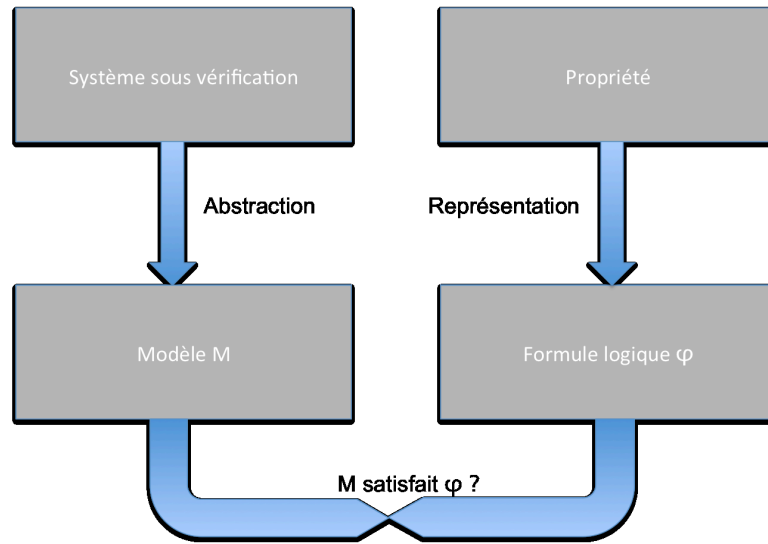 Système sous vérification
Propriété
Abstraction
Représentation
Modèle M
Formule logique φ
M satisfait φ ?